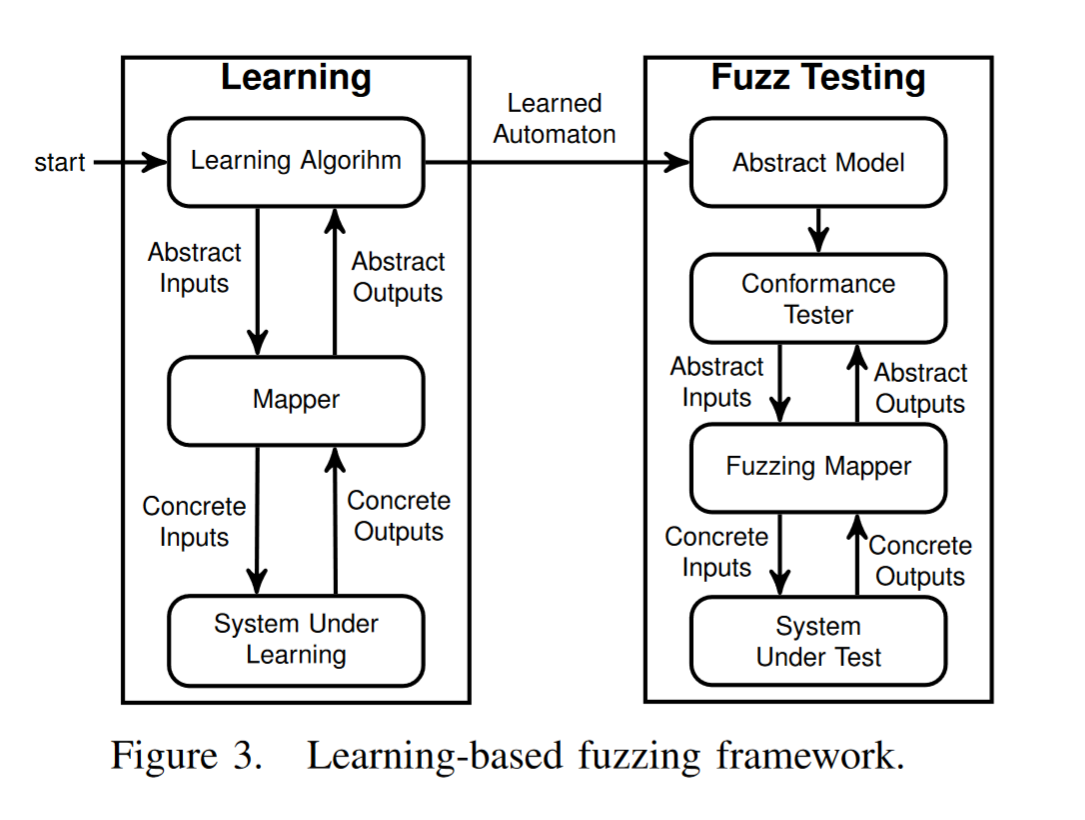 Learning
start
Learning Algorihm
Abstract
Inputs
Abstract
Outputs
Mapper
Concrete
Inputs
Concrete
Outputs
System Under
Learning
Learned
Automaton
Fuzz Testing
Abstract Model
Conformance
Tester
Abstract
Inputs
Abstract
Outputs
Fuzzing Mapper
Concrete
Inputs
Concrete
Outputs
System
Under Test
Figure 3. Learning-based fuzzing framework.